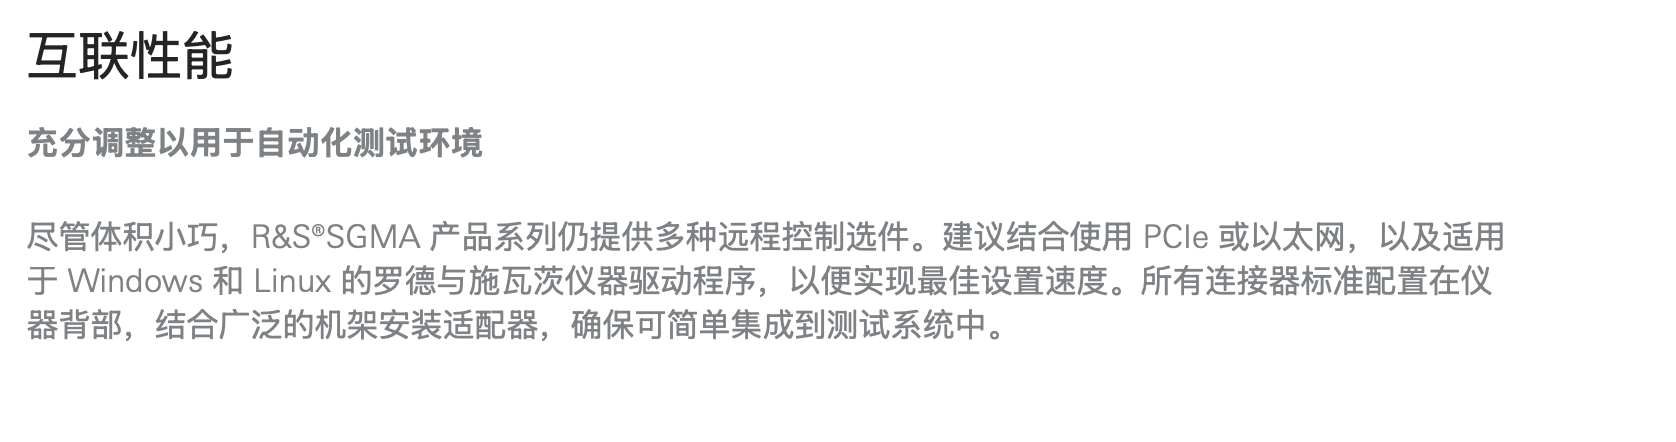 互联性能
充分调整以用于自动化测试环境
尽管体积小巧，R&S®SGMA 产品系列仍提供多种远程控制选件。建议结合使用 PCIe 或以太网，以及适用
于 Windows 和 Linux 的罗德与施瓦茨仪器驱动程序，以便实现最佳设置速度。所有连接器标准配置在仪
器背部，结合广泛的机架安装适配器，确保可简单集成到测试系统中。